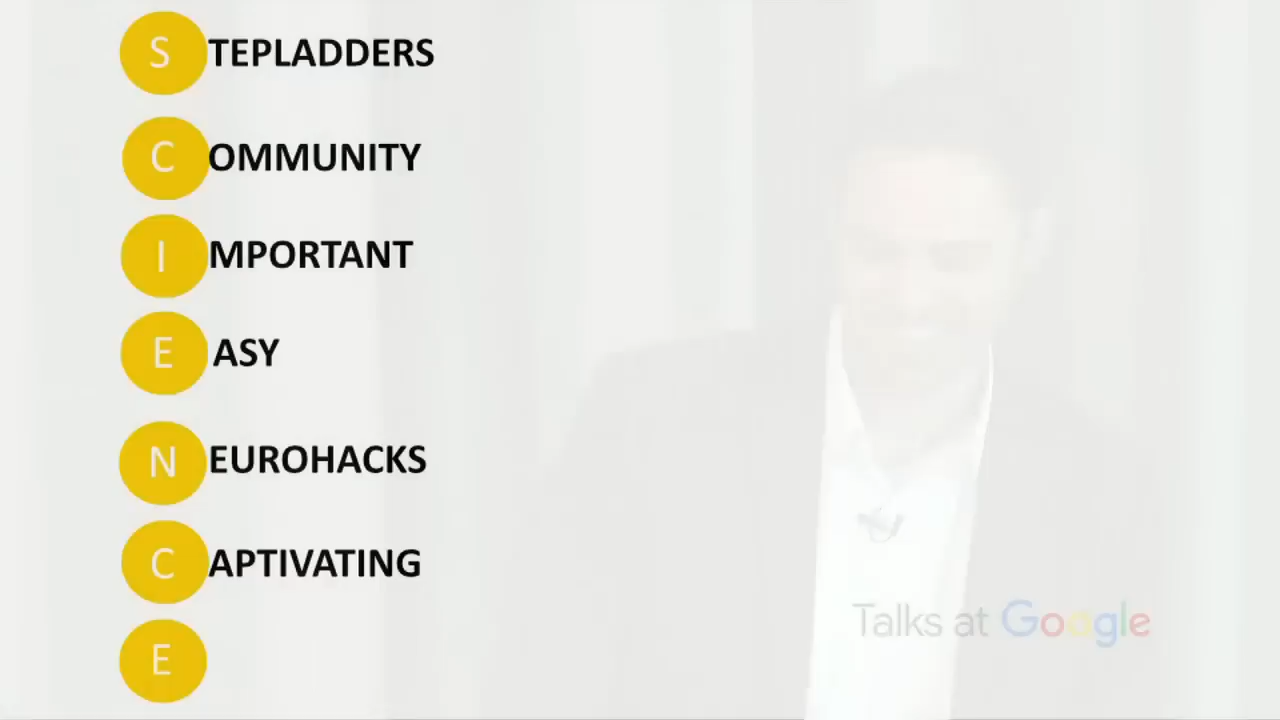 STEPLADDERS
COMMUNITY
IMPORTANT
EASY
NEUROHACKS
CAPTIVATING
E
Talks at Google